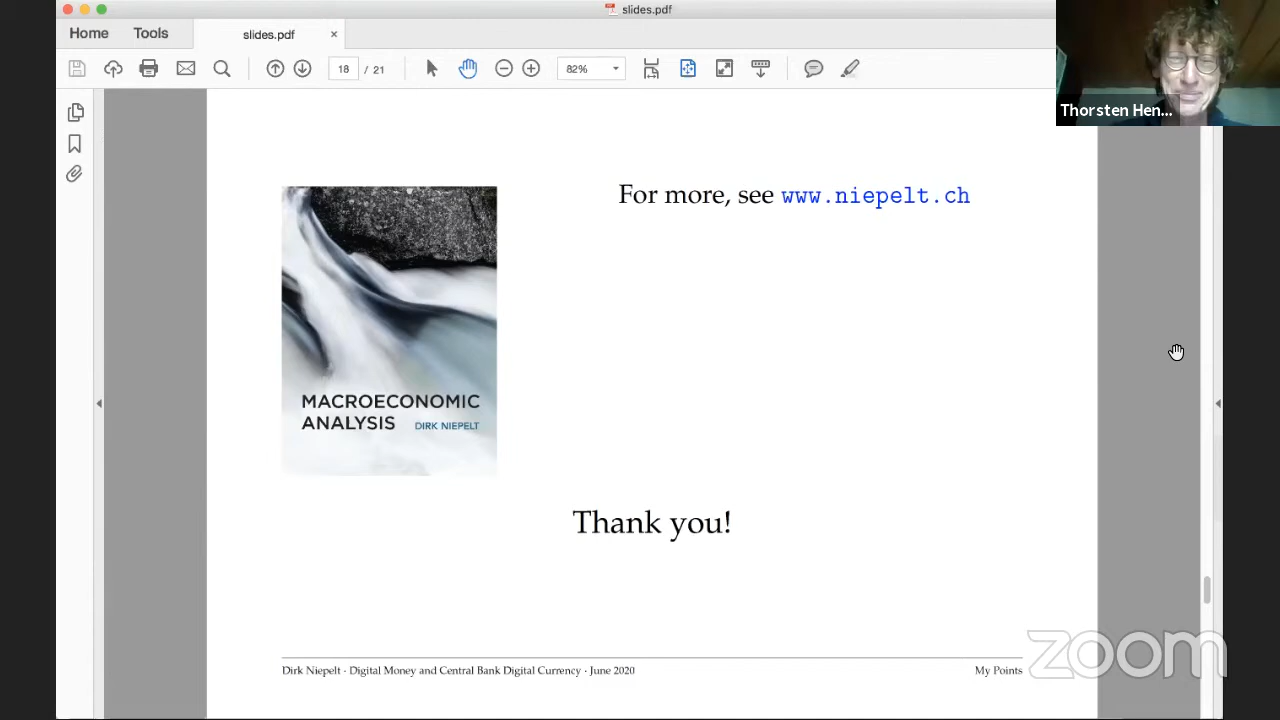 slides.pdf
Home
Tools
slides.pdf
18 / 21
82%
Thorsten Hen...
For more, see www.niepelt.ch
MACROECONOMIC
ANALYSIS DIRK NIEPELT
Thank you!
Dirk Niepelt · Digital Money and Central Bank Digital Currency · June 2020
My Points
zoom